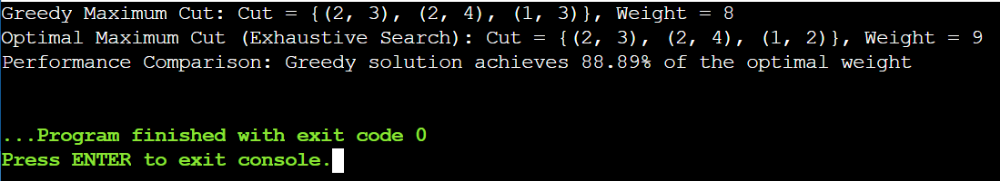 Greedy Maximum Cut: Cut = {(2, 3), (2, 4), (1, 3)}, Weight = 8
Optimal Maximum Cut (Exhaustive Search): Cut = {(2, 3), (2, 4), (1, 2)}, Weight = 9
Performance Comparison: Greedy solution achieves 88.89% of the optimal weight
...Program finished with exit code 0
Press ENTER to exit console.